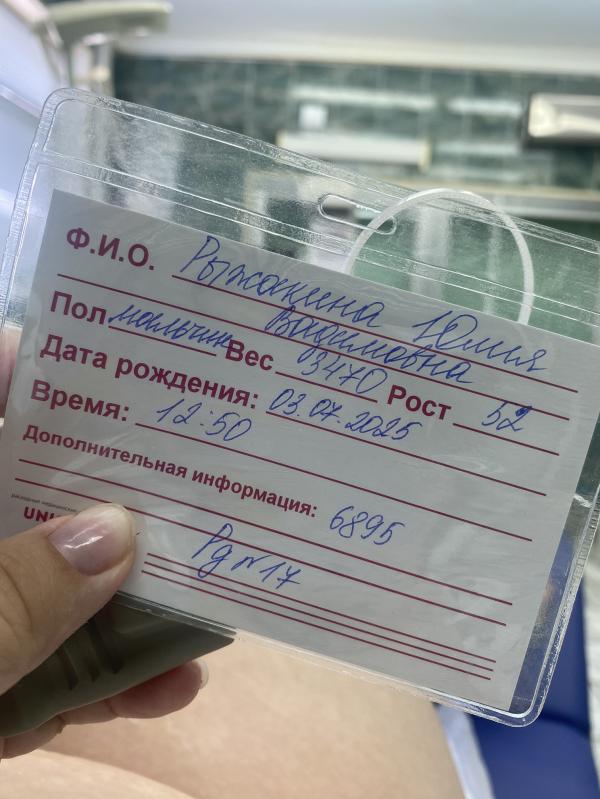 Ф.И.О. Рыжакина Юлия
Вадимовна
Пол мальчик Вес 3470 Рост 52
Дата рождения: 03.07.2025
Время: 12:50
Дополнительная информация: 6895
Рд №17